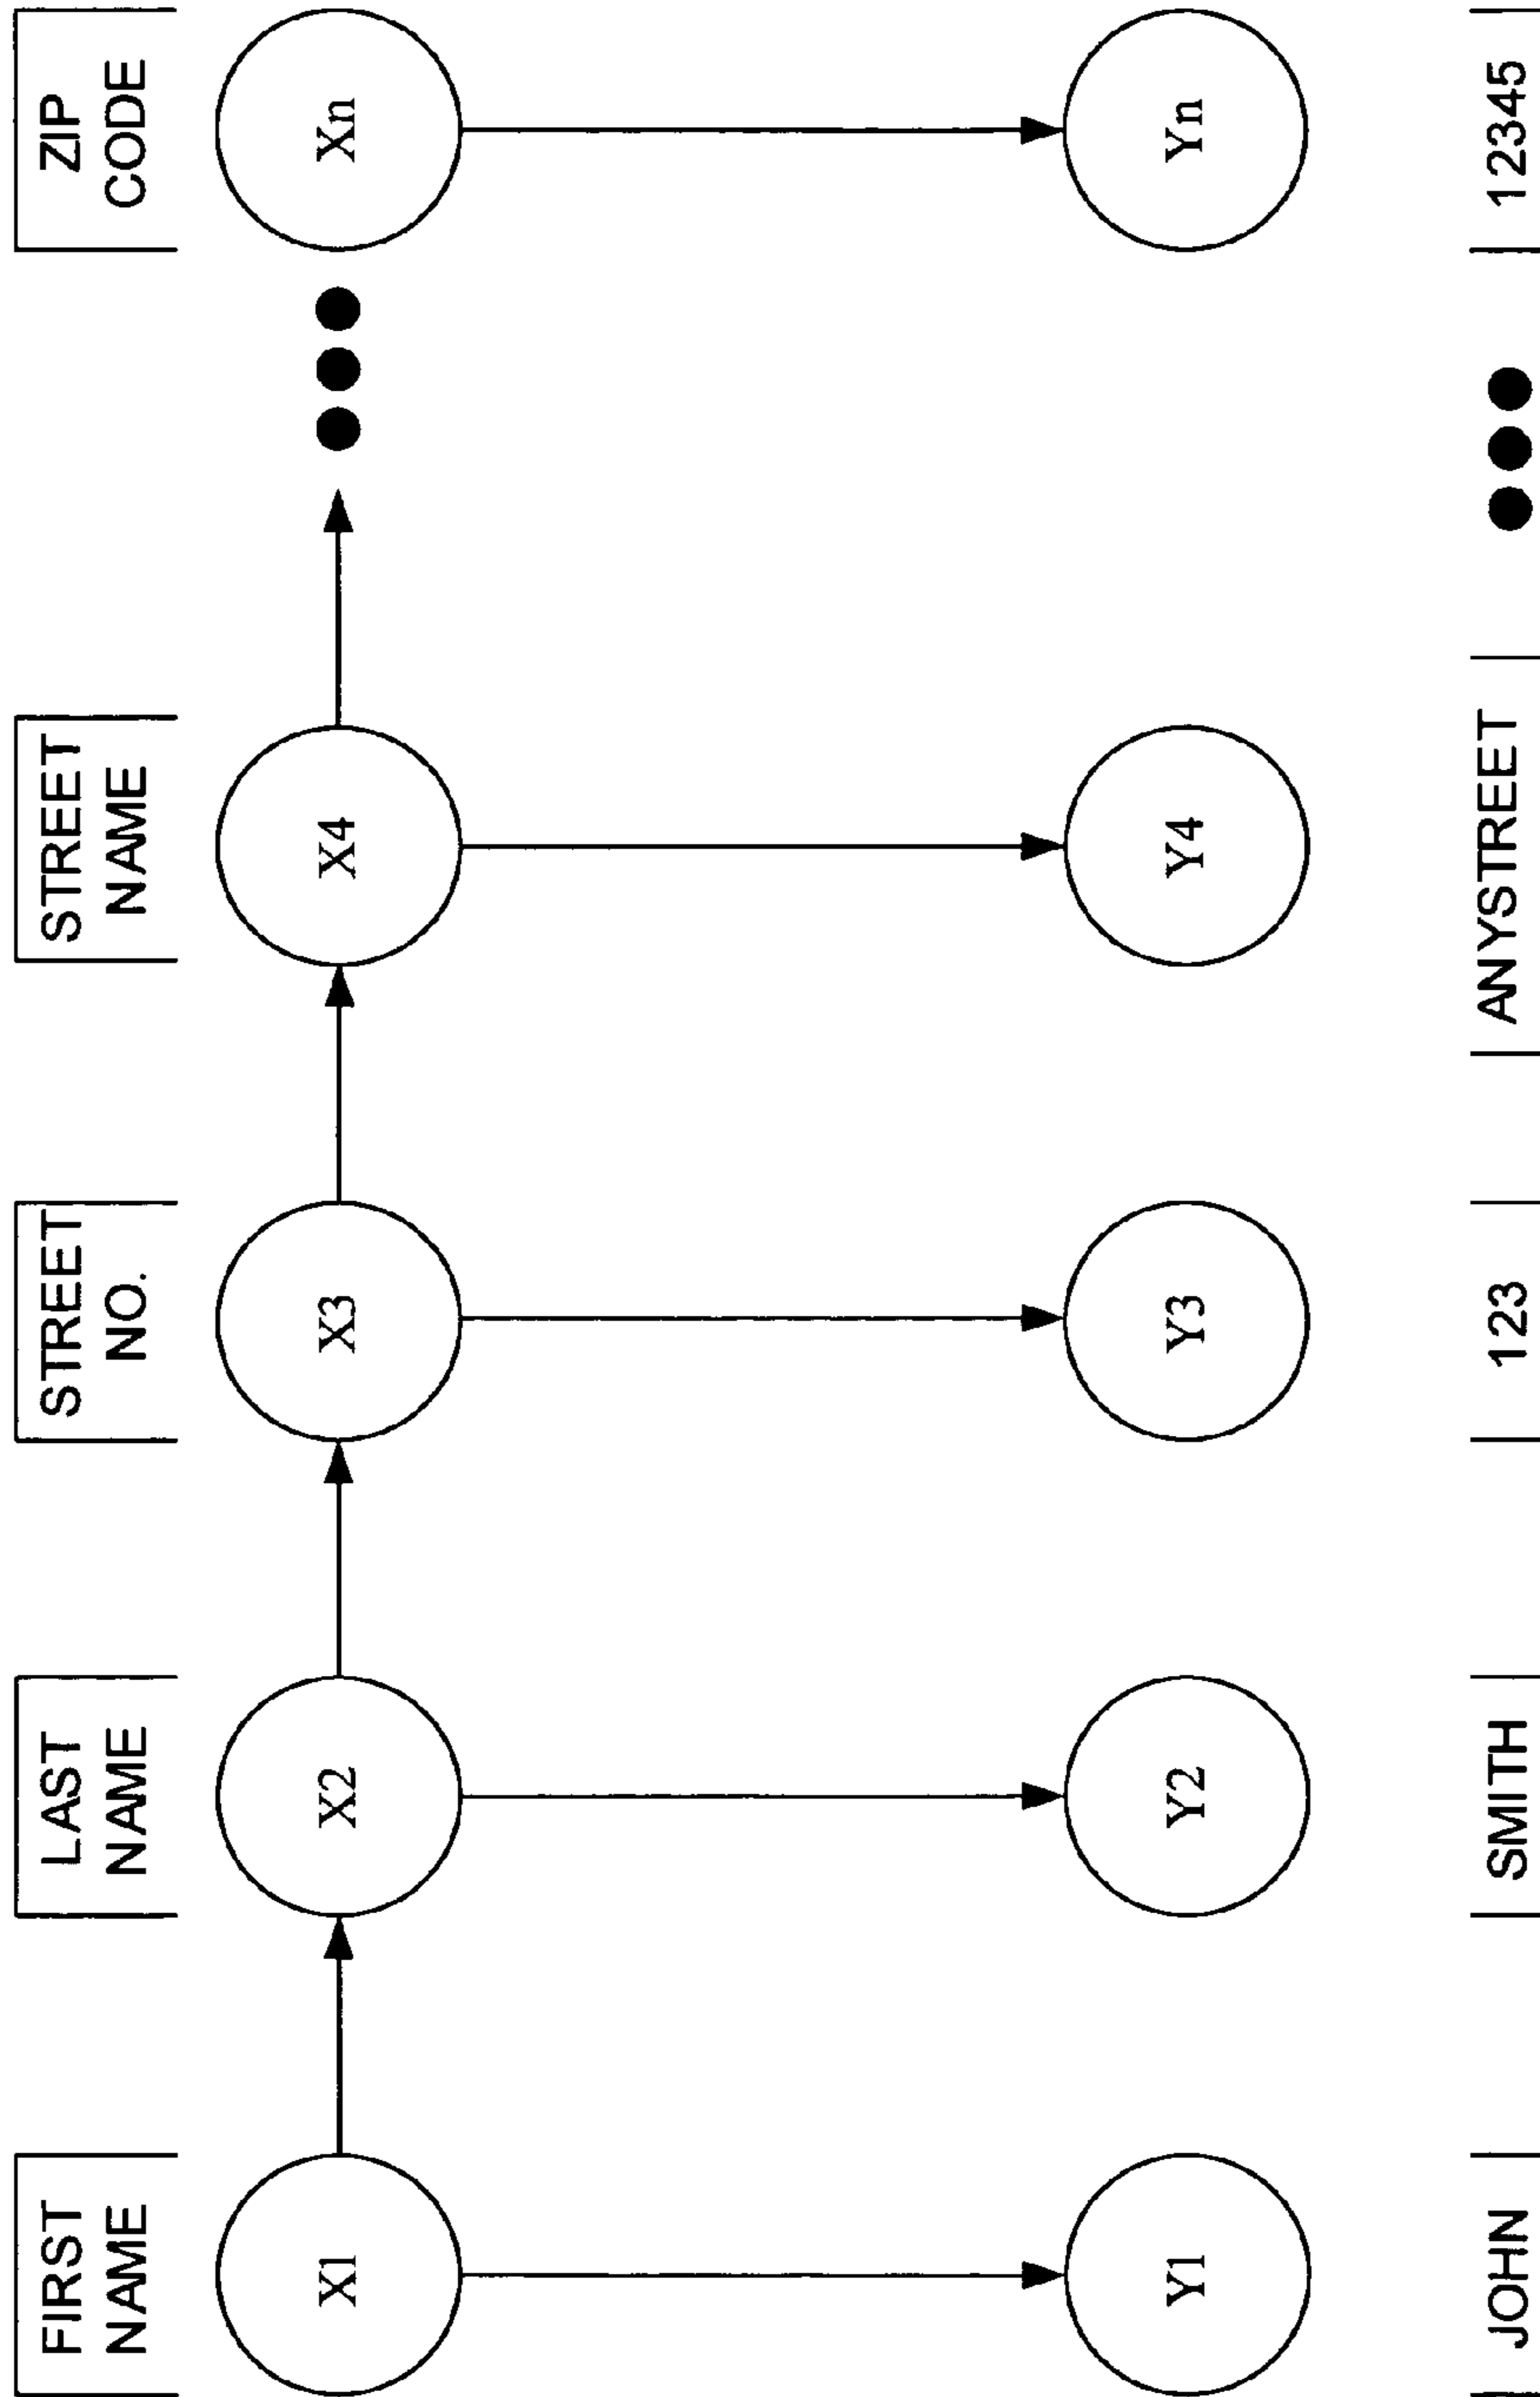 FIRST
NAME
LAST
NAME
STREET
NO.
STREET
NAME
ZIP
CODE
X1
X2
X3
X4
Xn
Y1
Y2
Y3
Y4
Yn
JOHN
SMITH
123
ANYSTREET
12345